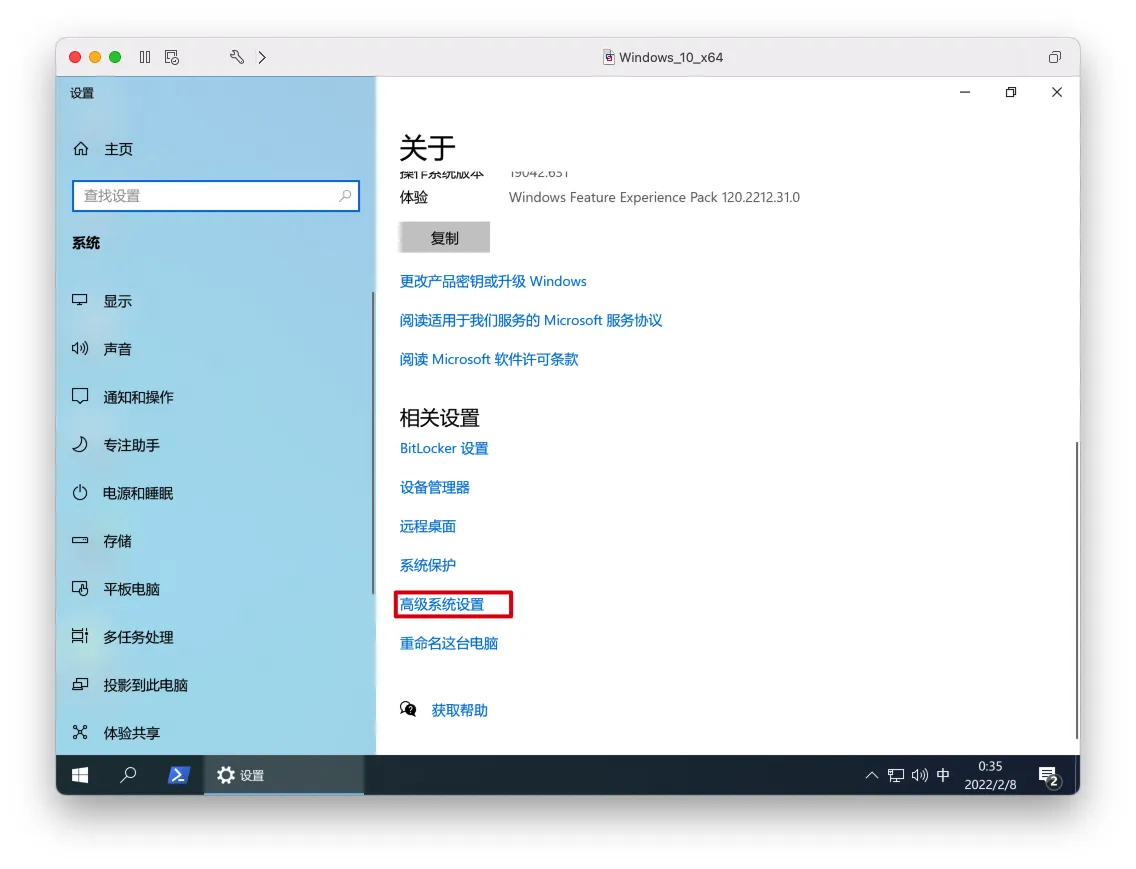 Windows_10_x64
设置
主页
查找设置
系统
显示
声音
通知和操作
专注助手
电源和睡眠
存储
平板电脑
多任务处理
投影到此电脑
体验共享
关于
操作系统版本 19042.631
体验 Windows Feature Experience Pack 120.2212.31.0
复制
更改产品密钥或升级 Windows
阅读适用于我们服务的 Microsoft 服务协议
阅读 Microsoft 软件许可条款
相关设置
BitLocker 设置
设备管理器
远程桌面
系统保护
高级系统设置
重命名这台电脑
获取帮助
设置
中
0:35
2022/2/8
2